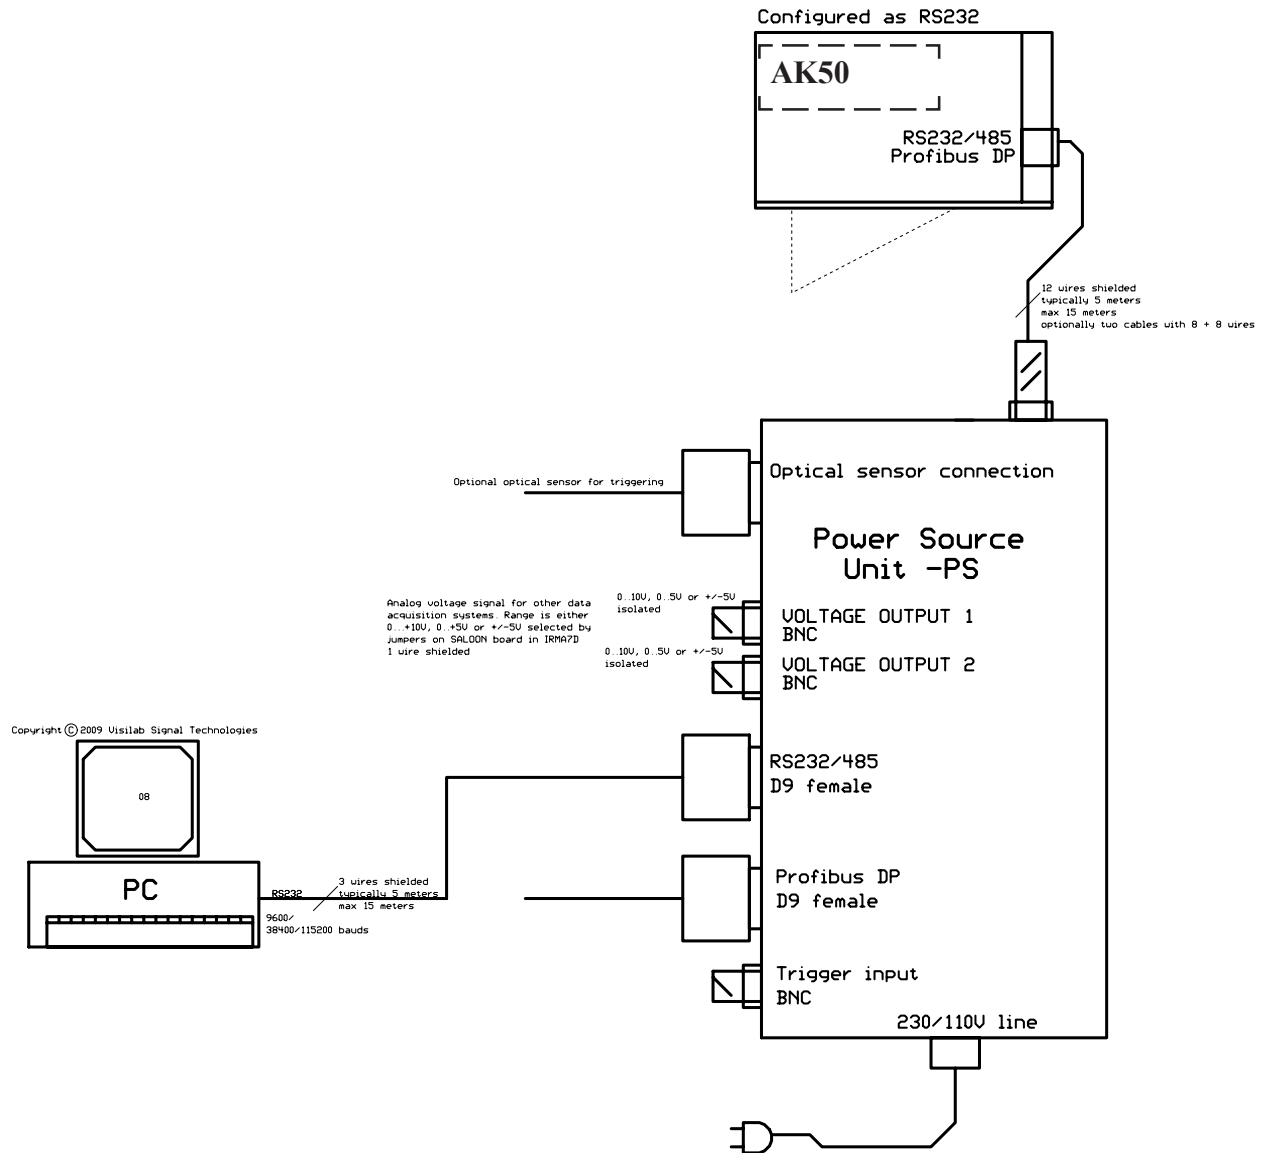 Configured as RS232
AK50
RS232/485
Profibus DP
12 wires shielded
typically 5 meters
max 15 meters
optionally two cables with 8 + 8 wires
Optional optical sensor for triggering
Optical sensor connection
Power Source
Unit -PS
Analog voltage signal for other data
acquisition systems. Range is either
0...+10V, 0..+5V or +/-5V selected by
jumpers on SALOON board in IRMA7D
1 wire shielded
0..10V, 0..5V or +/-5V
isolated
VOLTAGE OUTPUT 1
BNC
0..10V, 0..5V or +/-5V
isolated
VOLTAGE OUTPUT 2
BNC
Copyright © 2009 Visilab Signal Technologies
08
RS232/485
D9 female
PC
RS232
3 wires shielded
typically 5 meters
max 15 meters
9600/
38400/115200 bauds
Profibus DP
D9 female
Trigger input
BNC
230/110V line